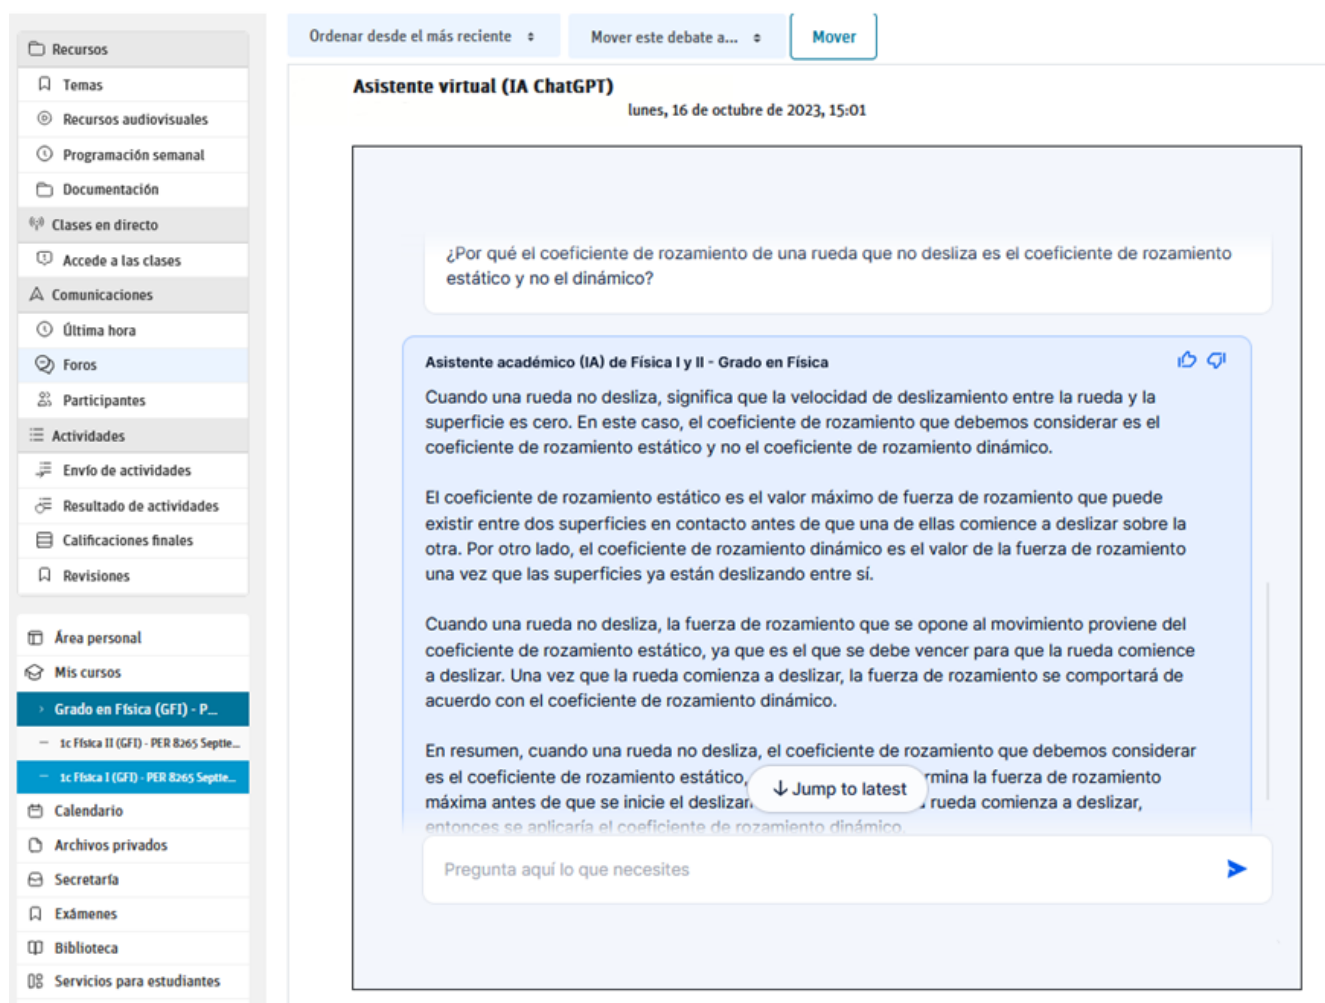 Recursos
Temas
Recursos audiovisuales
Programación semanal
Documentación
Clases en directo
Accede a las clases
Comunicaciones
Última hora
Foros
Participantes
Actividades
Envío de actividades
Resultado de actividades
Calificaciones finales
Revisiones
Área personal
Mis cursos
Grado en Física (GFI) - P...
1c Física II (GFI) - PER 8265 Septie...
1c Física I (GFI) - PER 8265 Septie...
Calendario
Archivos privados
Secretaría
Exámenes
Biblioteca
Servicios para estudiantes
Ordenar desde el más reciente
Mover este debate a...
Mover
Asistente virtual (IA ChatGPT)
lunes, 16 de octubre de 2023, 15:01
¿Por qué el coeficiente de rozamiento de una rueda que no desliza es el coeficiente de rozamiento
estático y no el dinámico?
Asistente académico (IA) de Física I y II - Grado en Física
Cuando una rueda no desliza, significa que la velocidad de deslizamiento entre la rueda y la
superficie es cero. En este caso, el coeficiente de rozamiento que debemos considerar es el
coeficiente de rozamiento estático y no el coeficiente de rozamiento dinámico.
El coeficiente de rozamiento estático es el valor máximo de fuerza de rozamiento que puede
existir entre dos superficies en contacto antes de que una de ellas comience a deslizar sobre la
otra. Por otro lado, el coeficiente de rozamiento dinámico es el valor de la fuerza de rozamiento
una vez que las superficies ya están deslizando entre sí.
Cuando una rueda no desliza, la fuerza de rozamiento que se opone al movimiento proviene del
coeficiente de rozamiento estático, ya que es el que se debe vencer para que la rueda comience
a deslizar. Una vez que la rueda comienza a deslizar, la fuerza de rozamiento se comportará de
acuerdo con el coeficiente de rozamiento dinámico.
En resumen, cuando una rueda no desliza, el coeficiente de rozamiento que debemos considerar
es el coeficiente de rozamiento estático, rmina la fuerza de rozamiento
máxima antes de que se inicie el deslizan rueda comienza a deslizar,
entonces se aplicaría el coeficiente de rozamiento dinámico.
Jump to latest
Pregunta aquí lo que necesites